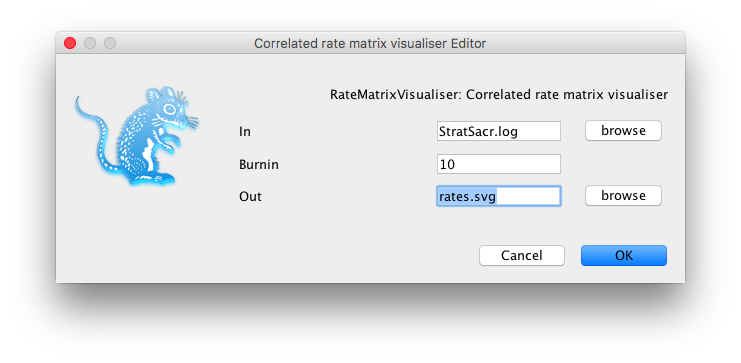 Correlated rate matrix visualiser Editor
RateMatrixVisualiser: Correlated rate matrix visualiser
In StratSacr.log browse
Burnin 10
Out rates.svg browse
Cancel OK